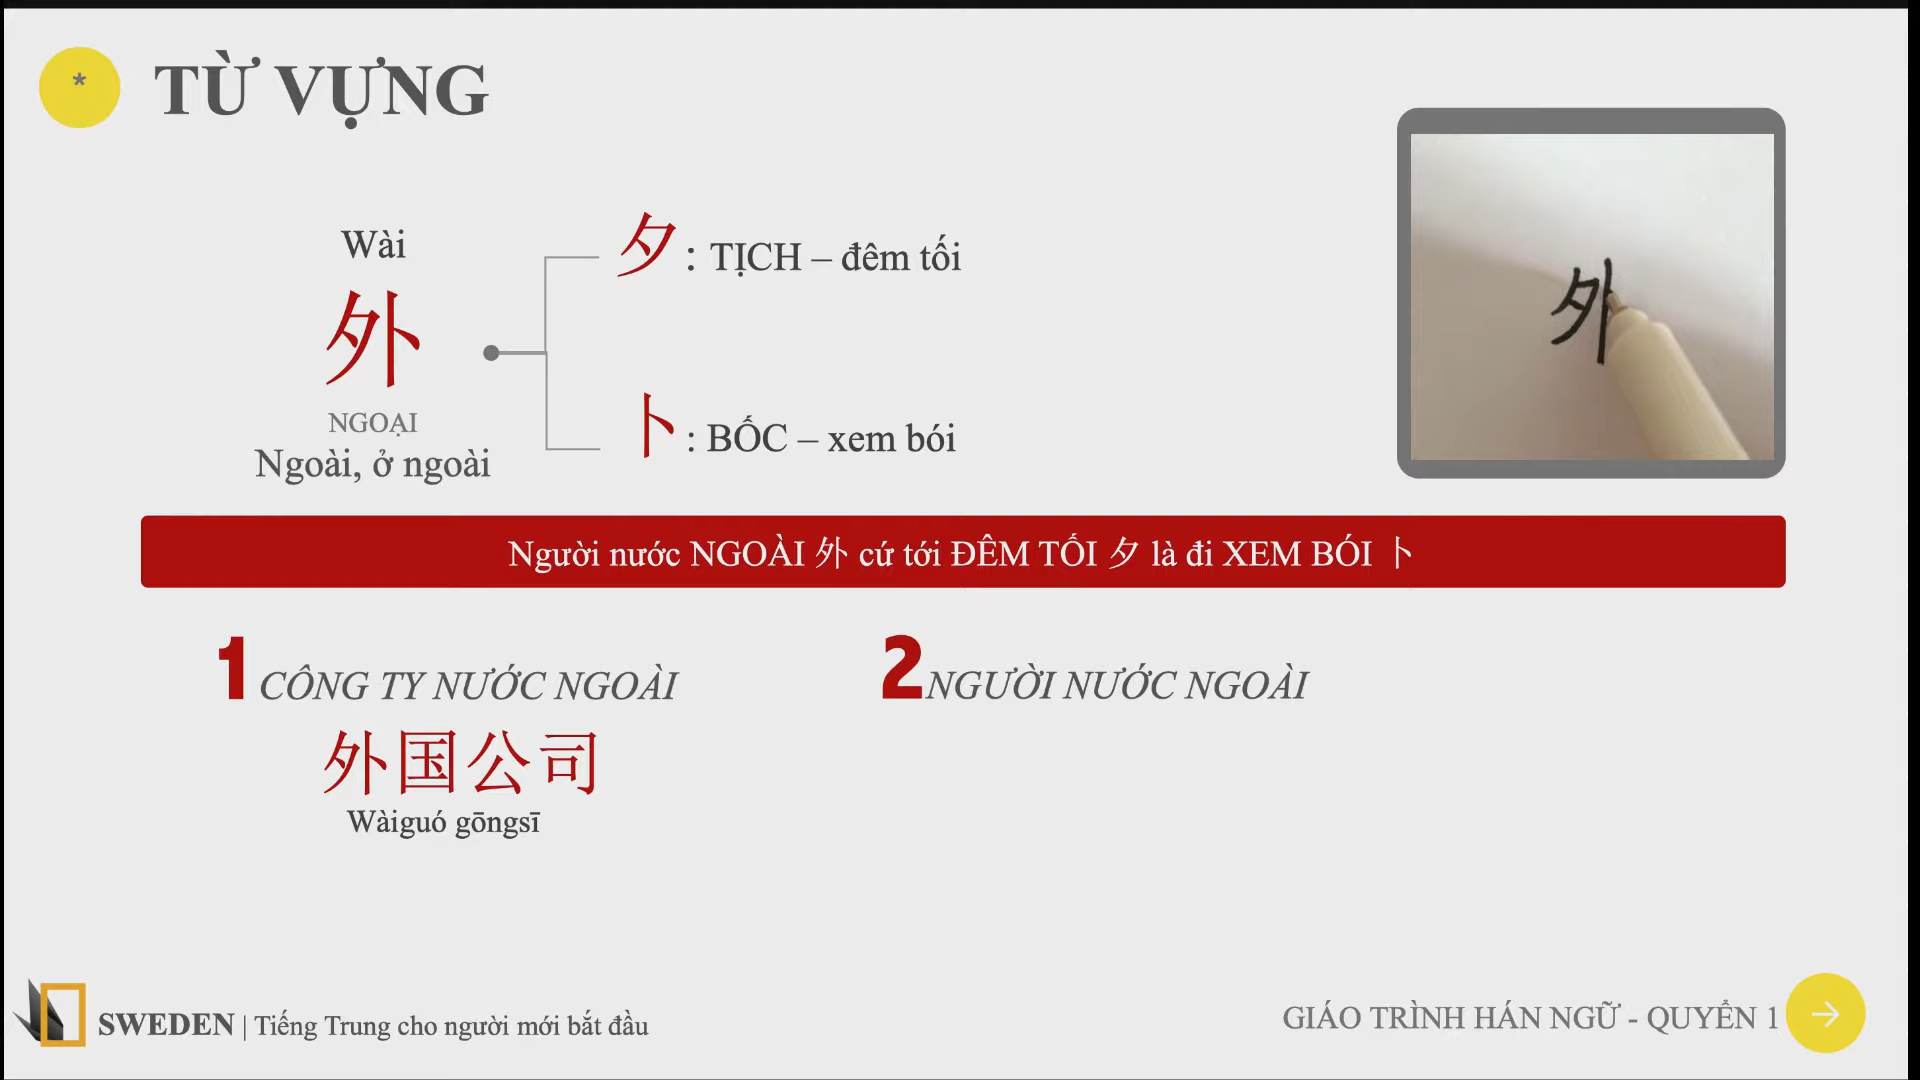 *
TỪ VỰNG
Wài
外
NGOẠI
Ngoài, ở ngoài
夕 : TỊCH – đêm tối
卜 : BỐC – xem bói
外
Người nước NGOÀI 外 cứ tới ĐÊM TỐI 夕 là đi XEM BÓI 卜
1 CÔNG TY NƯỚC NGOÀI
外国公司
Wàiguó gōngsī
2 NGƯỜI NƯỚC NGOÀI
SWEDEN | Tiếng Trung cho người mới bắt đầu
GIÁO TRÌNH HÁN NGỮ - QUYỂN 1